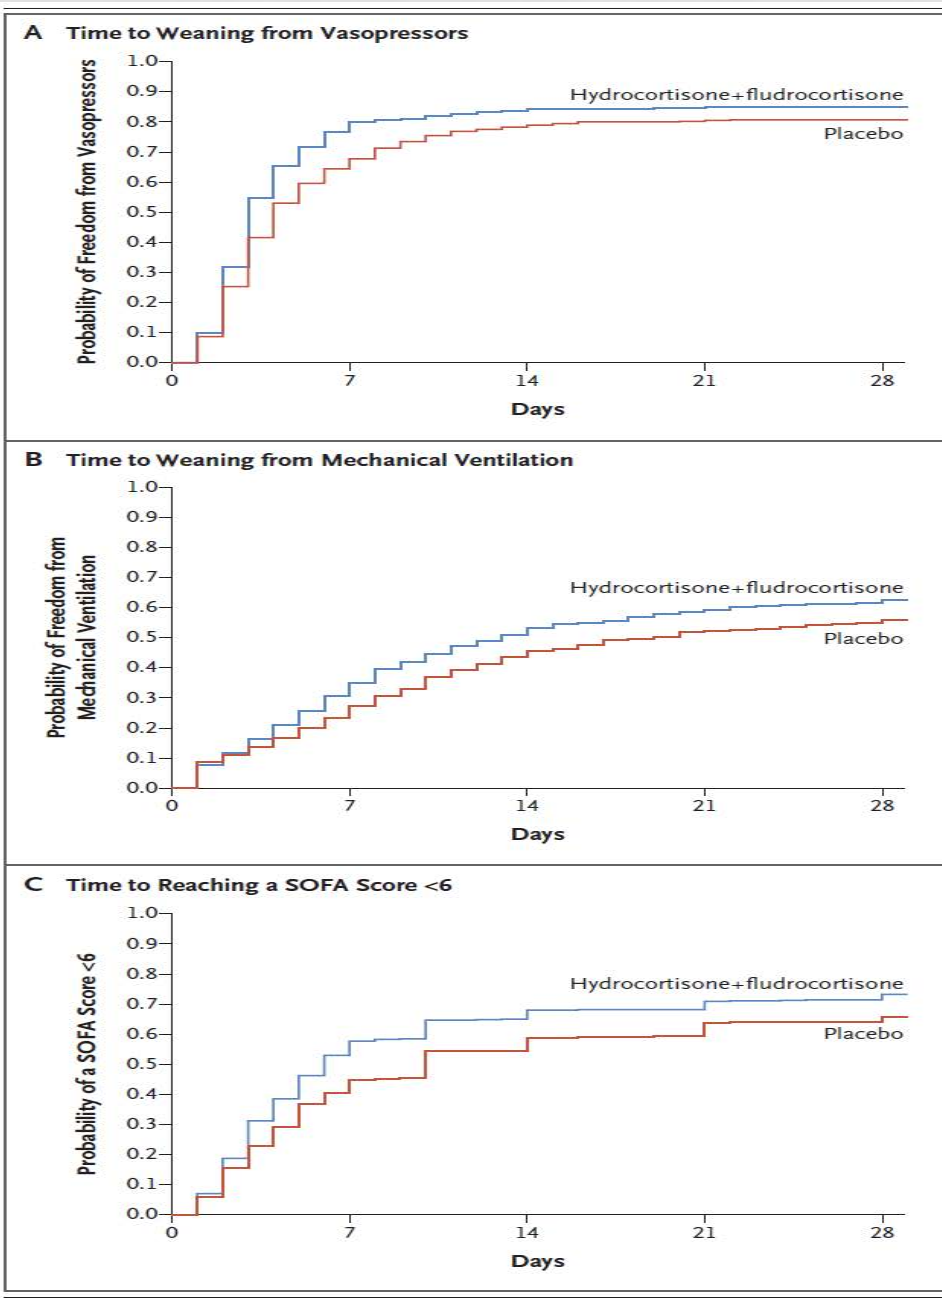 A Time to Weaning from Vasopressors
Probability of Freedom from Vasopressors
1.0
0.9
0.8
0.7
0.6
0.5
0.4
0.3
0.2
0.1
0.0
Hydrocortisone+fludrocortisone
Placebo
0 7 14 21 28
Days
B Time to Weaning from Mechanical Ventilation
Probability of Freedom from
Mechanical Ventilation
1.0
0.9
0.8
0.7
0.6
0.5
0.4
0.3
0.2
0.1
0.0
Hydrocortisone+fludrocortisone
Placebo
0 7 14 21 28
Days
C Time to Reaching a SOFA Score <6
Probability of a SOFA Score <6
1.0
0.9
0.8
0.7
0.6
0.5
0.4
0.3
0.2
0.1
0.0
Hydrocortisone+fludrocortisone
Placebo
0 7 14 21 28
Days